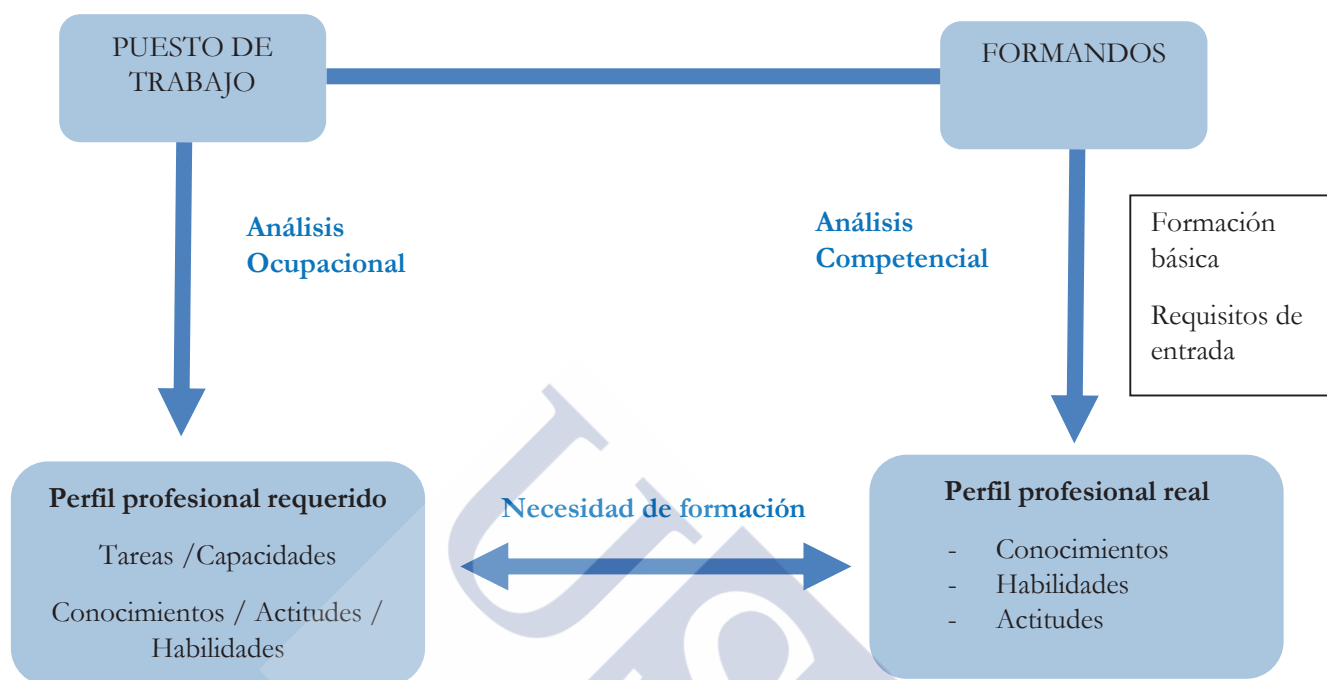 PUESTO DE
TRABAJO
FORMANDOS
Análisis
Ocupacional
Análisis
Competencial
Formación
básica
Requisitos de
entrada
Perfil profesional requerido
Tareas /Capacidades
Conocimientos / Actitudes /
Habilidades
Necesidad de formación
Perfil profesional real
- Conocimientos
- Habilidades
- Actitudes